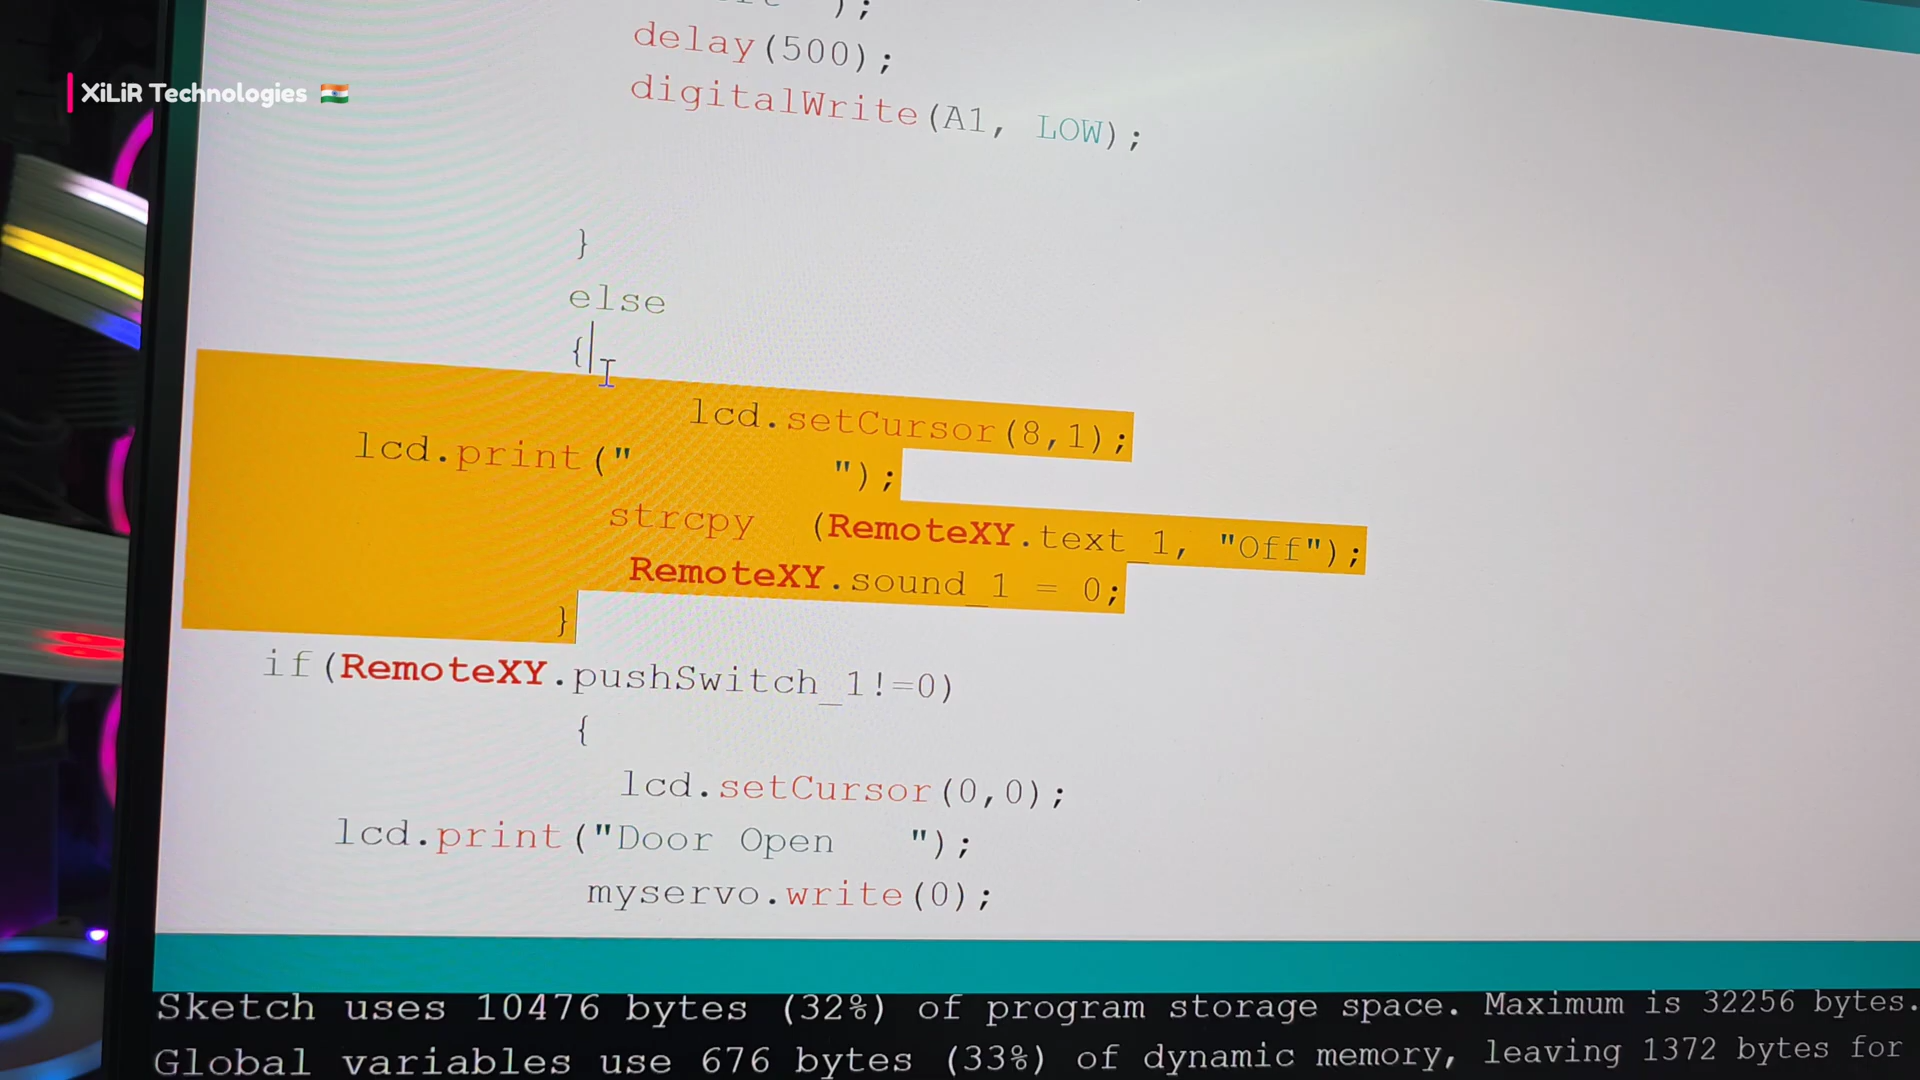 );
delay(500);
XiLiR Technologies
digitalWrite(A1, LOW);
}
else
{
lcd.setCursor(8,1);
lcd.print("        ");
strcpy  (RemoteXY.text_1, "Off");
RemoteXY.sound_1 = 0;
}
if(RemoteXY.pushSwitch_1!=0)
{
lcd.setCursor(0,0);
lcd.print("Door Open   ");
myservo.write(0);
Sketch uses 10476 bytes (32%) of program storage space. Maximum is 32256 bytes.
Global variables use 676 bytes (33%) of dynamic memory, leaving 1372 bytes for